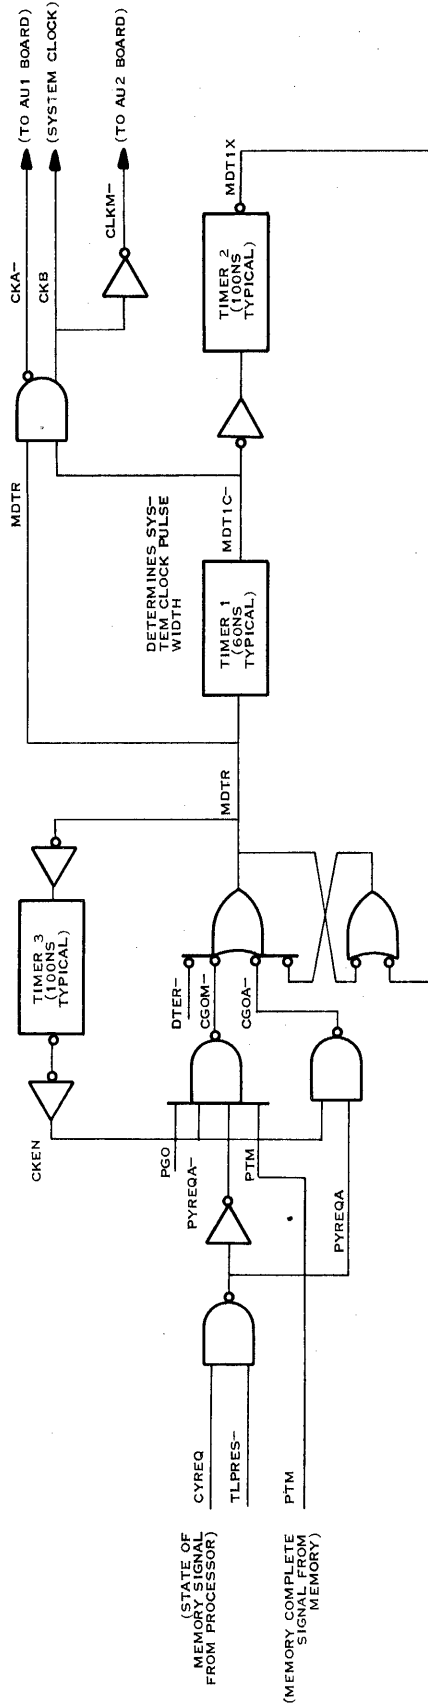 CYREQ
(STATE OF
MEMORY SIGNAL
FROM PROCESSOR)
TLPRES-
PTM
(MEMORY COMPLETE
SIGNAL FROM
MEMORY)
PYREQA
CKEN
PGO
PYREQA-
PTM
TIMER 3
(100NS
TYPICAL)
DTER-
CGOM-
CGOA-
MDTR
MDTR
DETERMINES SYS-
TEM CLOCK PULSE
WIDTH
TIMER 1
(60NS
TYPICAL)
MDT1C-
CKA-
(TO AU1 BOARD)
CKB
(SYSTEM CLOCK)
CLKM-
(TO AU2 BOARD)
TIMER 2
(100NS
TYPICAL)
MDT1X